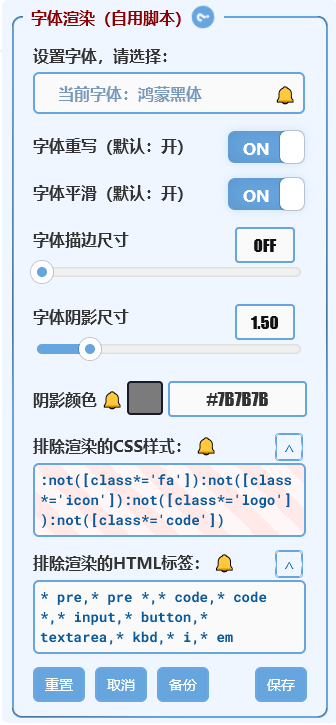 字体渲染（自用脚本）
设置字体，请选择：
当前字体：鸿蒙黑体
字体重写（默认：开） ON
字体平滑（默认：开） ON
字体描边尺寸 OFF
字体阴影尺寸 1.50
阴影颜色 #7B7B7B
排除渲染的CSS样式：
:not([class*='fa']):not([class
*='icon']):not([class*='logo']
):not([class*='code'])
排除渲染的HTML标签：
* pre,* pre *,* code,* code
*,* input,* button,*
textarea,* kbd,* i,* em
重置 取消 备份 保存